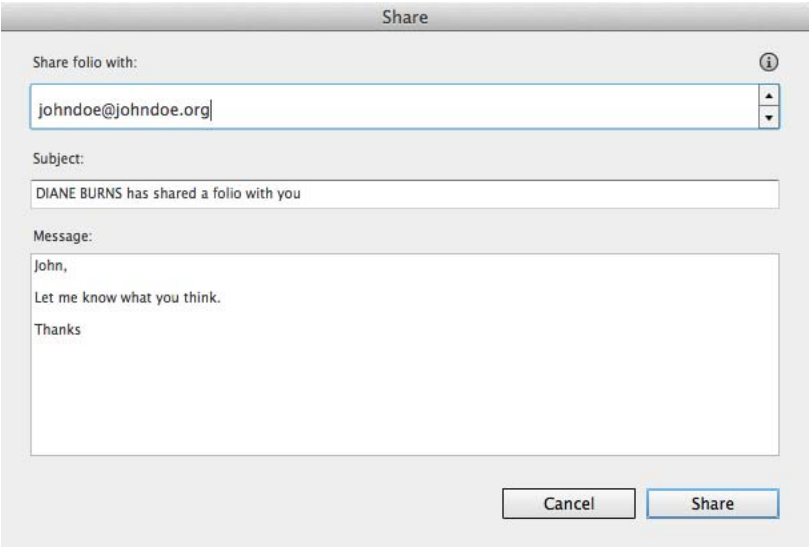 Share
Share folio with:
johndoe@johndoe.org
Subject:
DIANE BURNS has shared a folio with you
Message:
John,
Let me know what you think.
Thanks
Cancel
Share